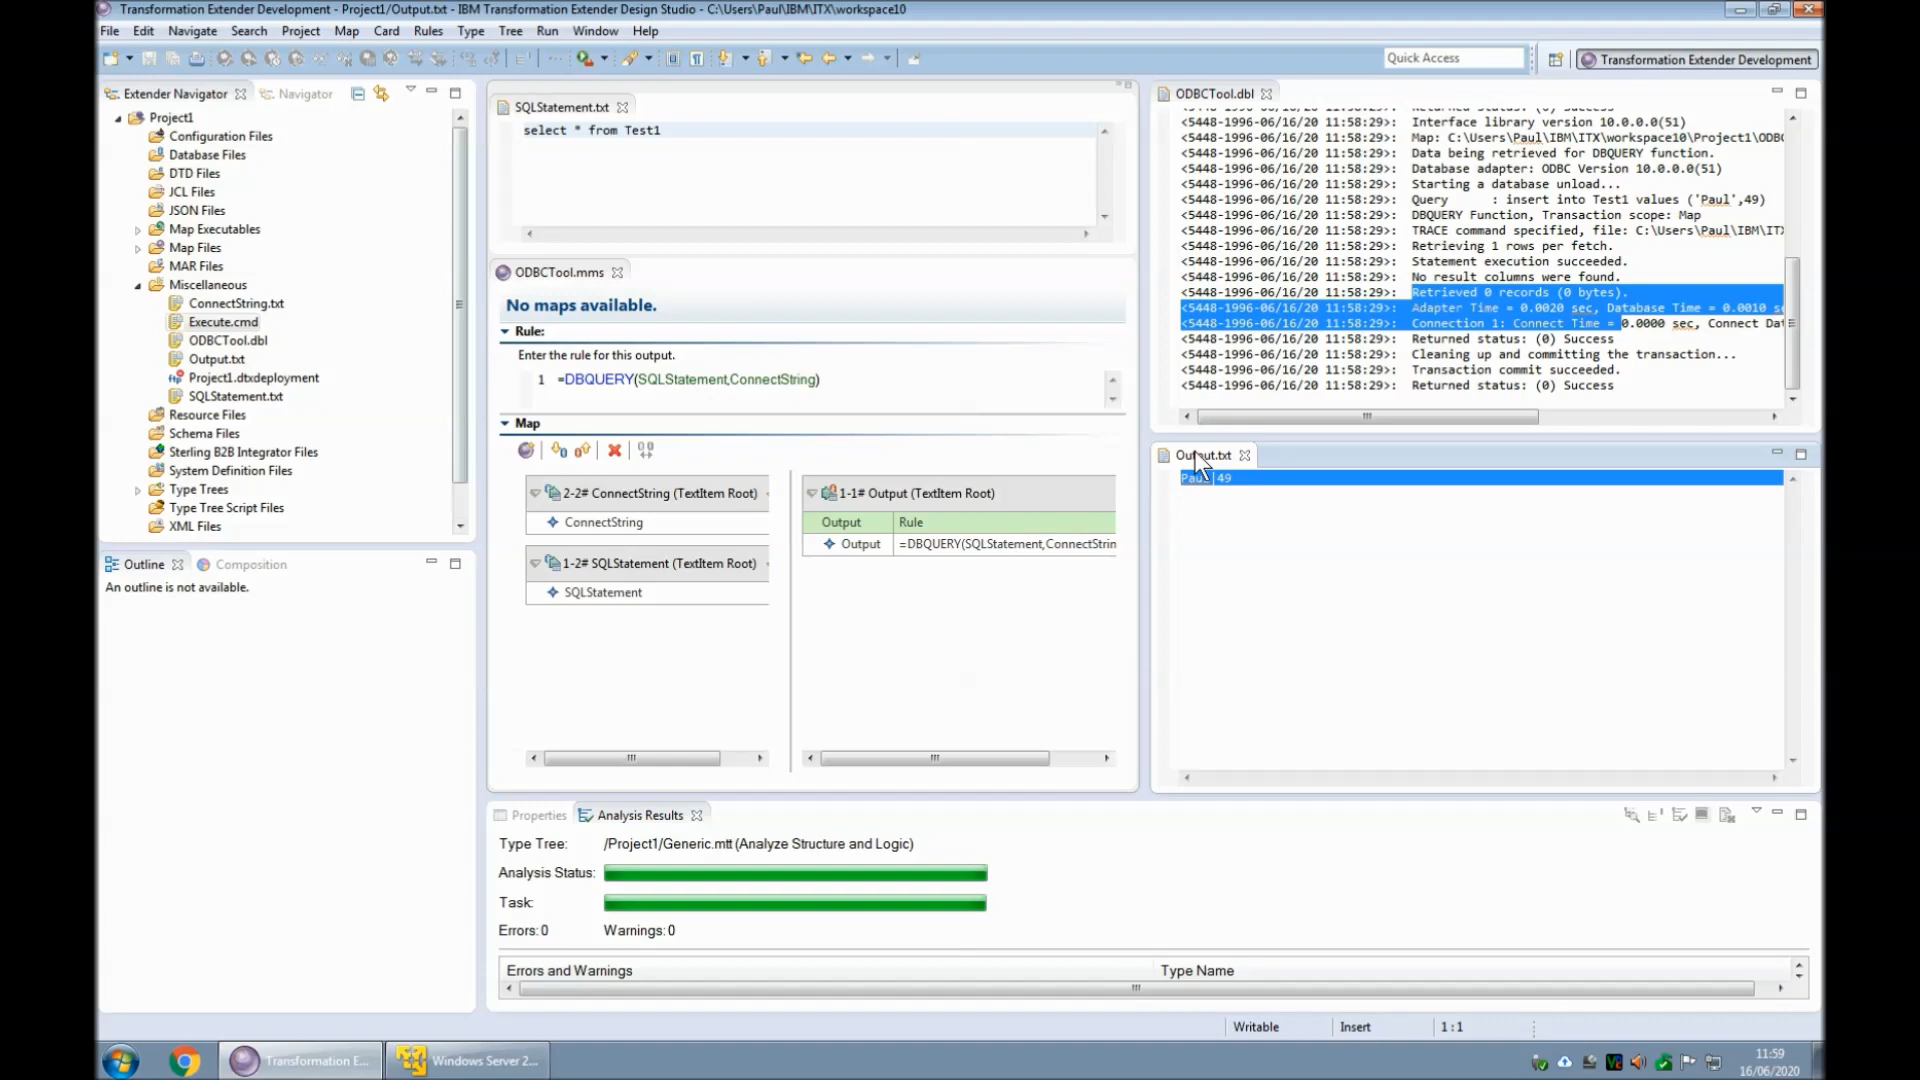 Transformation Extender Development - Project1/Output.txt - IBM Transformation Extender Design Studio - C:\Users\Paul\IBM\ITX\workspace10
File Edit Navigate Search Project Map Card Rules Type Tree Run Window Help
Quick Access
Transformation Extender Development
Extender Navigator
Navigator
Project1
Configuration Files
Database Files
DTD Files
JCL Files
JSON Files
Map Executables
Map Files
MAR Files
Miscellaneous
ConnectString.txt
Execute.cmd
ODBCTool.dbl
Output.txt
Project1.dtxdeployment
SQLStatement.txt
Resource Files
Schema Files
Sterling B2B Integrator Files
System Definition Files
Type Trees
Type Tree Script Files
XML Files
Outline
Composition
An outline is not available.
SQLStatement.txt
select * from Test1
ODBCTool.mms
No maps available.
Rule:
Enter the rule for this output.
1 =DBQUERY(SQLStatement,ConnectString)
Map
2-2# ConnectString (TextItem Root)
ConnectString
1-2# SQLStatement (TextItem Root)
SQLStatement
1-1# Output (TextItem Root)
Output Rule
Output =DBQUERY(SQLStatement,ConnectStrin
ODBCTool.dbl
<5448-1996-06/16/20 11:58:29>: Returned status: (0) Success
<5448-1996-06/16/20 11:58:29>: Interface library version 10.0.0.0(51)
<5448-1996-06/16/20 11:58:29>: Map: C:\Users\Paul\IBM\ITX\workspace10\Project1\ODBC
<5448-1996-06/16/20 11:58:29>: Data being retrieved for DBQUERY function.
<5448-1996-06/16/20 11:58:29>: Database adapter: ODBC Version 10.0.0.0(51)
<5448-1996-06/16/20 11:58:29>: Starting a database unload...
<5448-1996-06/16/20 11:58:29>: Query : insert into Test1 values ('Paul',49)
<5448-1996-06/16/20 11:58:29>: DBQUERY Function, Transaction scope: Map
<5448-1996-06/16/20 11:58:29>: TRACE command specified, file: C:\Users\Paul\IBM\ITX
<5448-1996-06/16/20 11:58:29>: Retrieving 1 rows per fetch.
<5448-1996-06/16/20 11:58:29>: Statement execution succeeded.
<5448-1996-06/16/20 11:58:29>: No result columns were found.
<5448-1996-06/16/20 11:58:29>: Retrieved 0 records (0 bytes).
<5448-1996-06/16/20 11:58:29>: Adapter Time = 0.0020 sec, Database Time = 0.0010 se
<5448-1996-06/16/20 11:58:29>: Connection 1: Connect Time = 0.0000 sec, Connect Dat
<5448-1996-06/16/20 11:58:29>: Returned status: (0) Success
<5448-1996-06/16/20 11:58:29>: Cleaning up and committing the transaction...
<5448-1996-06/16/20 11:58:29>: Transaction commit succeeded.
<5448-1996-06/16/20 11:58:29>: Returned status: (0) Success
Output.txt
Paul|49
Properties
Analysis Results
Type Tree: /Project1/Generic.mtt (Analyze Structure and Logic)
Analysis Status:
Task:
Errors: 0 Warnings: 0
Errors and Warnings Type Name
Writable Insert 1 : 1
Transformation E...
Windows Server 2...
11:59
16/06/2020